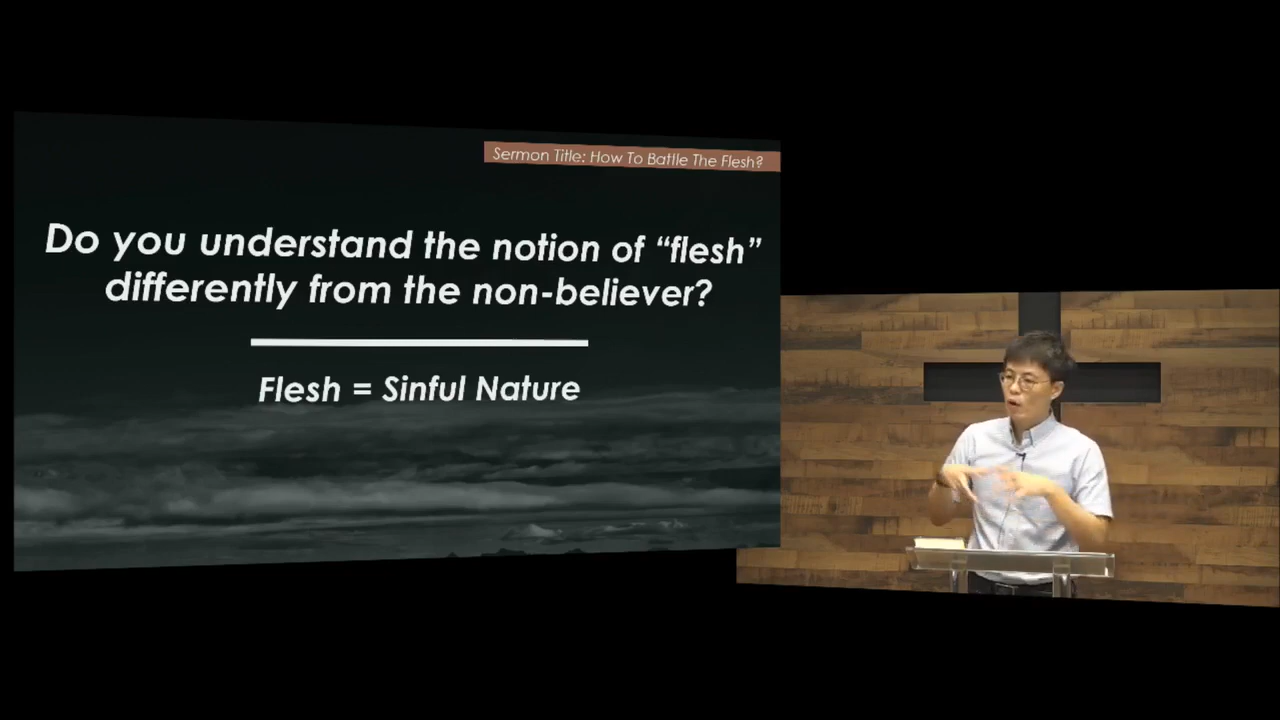 Sermon Title: How To Battle The Flesh?
Do you understand the notion of “flesh”
differently from the non-believer?
Flesh = Sinful Nature